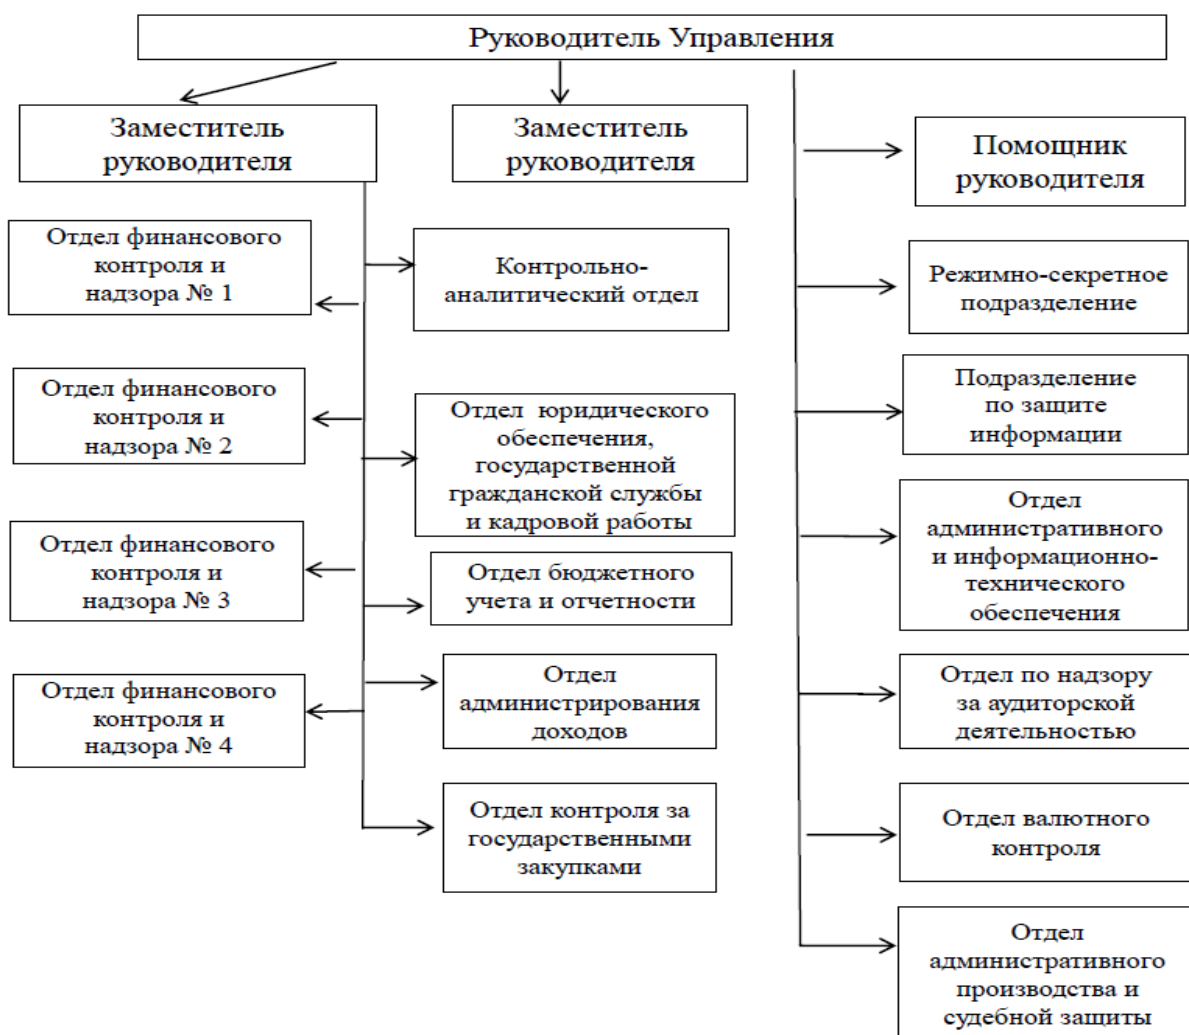 Руководитель Управления
Заместитель
руководителя
Заместитель
руководителя
Помощник
руководителя
Отдел финансового
контроля и
надзора № 1
Контрольно-
аналитический отдел
Режимно-секретное
подразделение
Отдел финансового
контроля и
надзора № 2
Отдел юридического
обеспечения,
государственной
гражданской службы
и кадровой работы
Подразделение
по защите
информации
Отдел финансового
контроля и
надзора № 3
Отдел бюджетного
учета и отчетности
Отдел
административного
и информационно-
технического
обеспечения
Отдел финансового
контроля и
надзора № 4
Отдел
администрирования
доходов
Отдел по надзору
за аудиторской
деятельностью
Отдел контроля за
государственными
закупками
Отдел валютного
контроля
Отдел
административного
производства и
судебной защиты